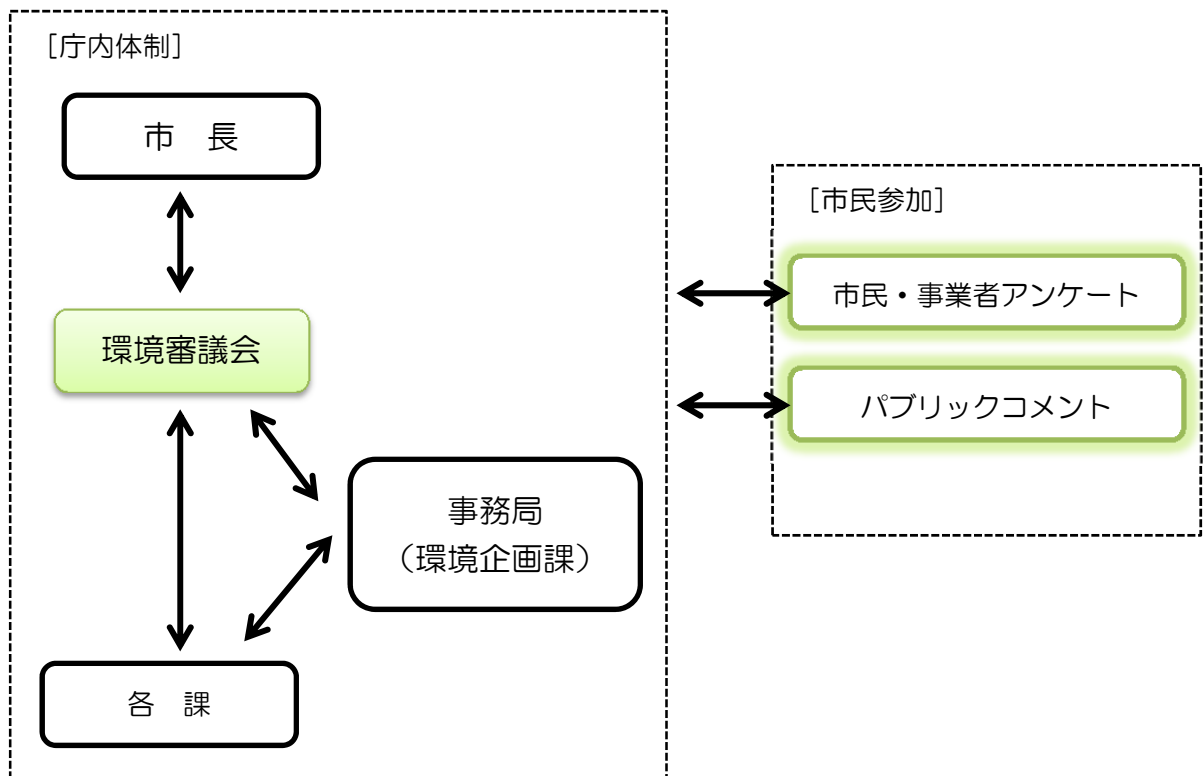 ［庁内体制］
市　長
環境審議会
事務局
（環境企画課）
各　課
［市民参加］
市民・事業者アンケート
パブリックコメント